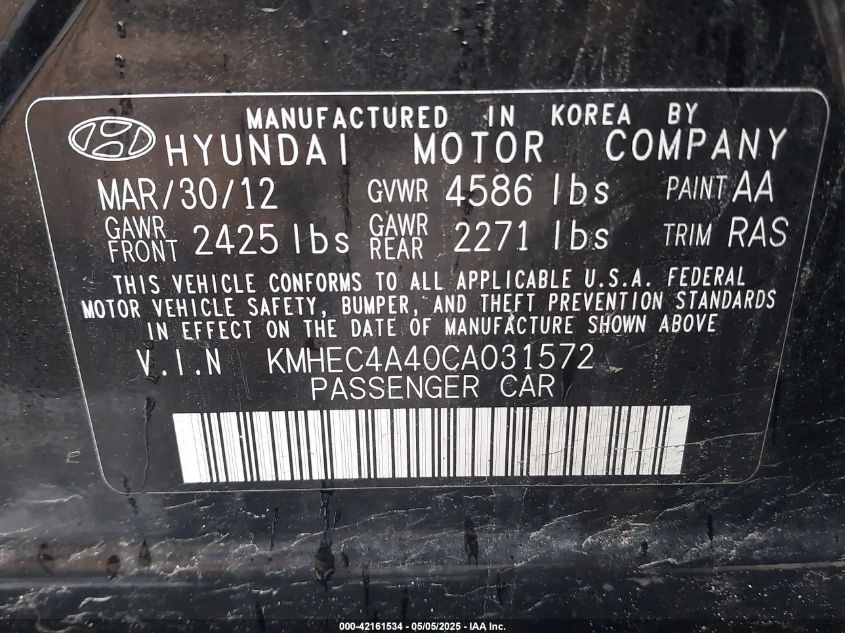 MANUFACTURED IN KOREA BY
HYUNDAI MOTOR COMPANY
MAR/30/12 GVWR 4586 lbs PAINT AA
GAWR FRONT 2425 lbs GAWR REAR 2271 lbs TRIM RAS
THIS VEHICLE CONFORMS TO ALL APPLICABLE U.S.A. FEDERAL
MOTOR VEHICLE SAFETY, BUMPER, AND THEFT PREVENTION STANDARDS
IN EFFECT ON THE DATE OF MANUFACTURE SHOWN ABOVE
V.I.N KMHEC4A40CA031572
PASSENGER CAR
000-42161534 - 05/05/2025 - IAA Inc.